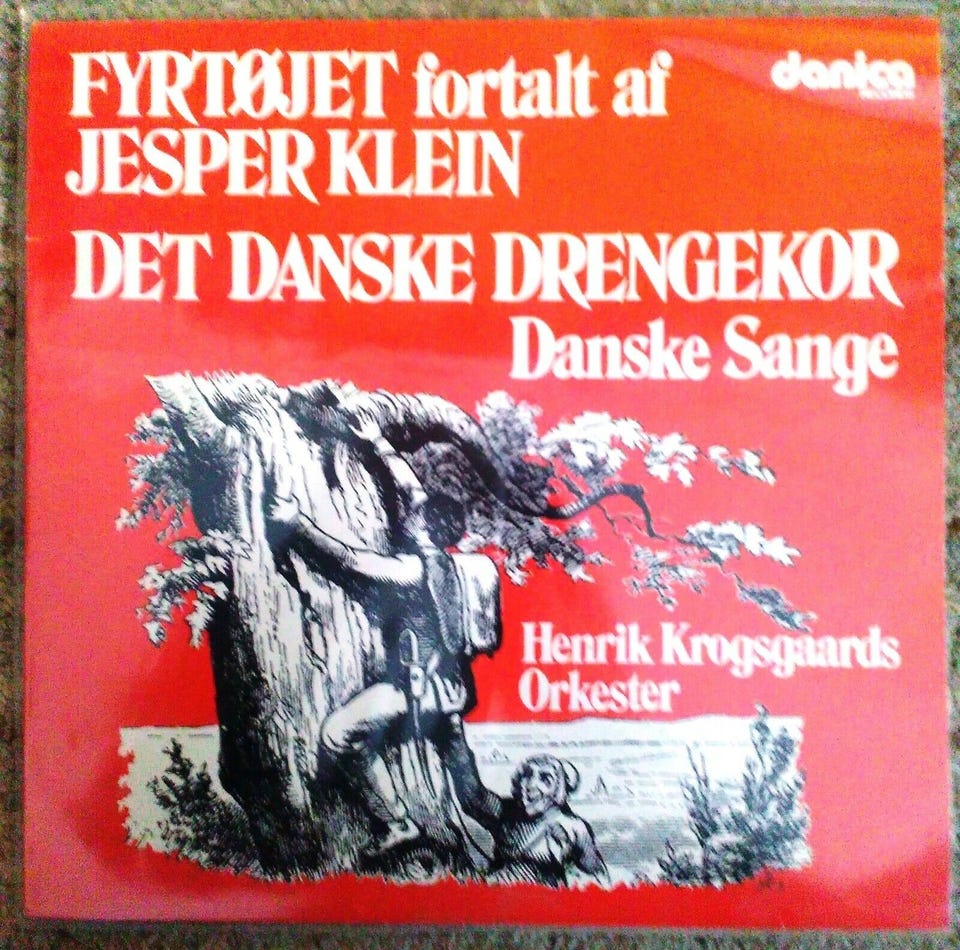 FYRTØJET fortalt af
danica
JESPER KLEIN
DET DANSKE DRENGEKOR
Danske Sange
Henrik Krogsgaards
Orkester